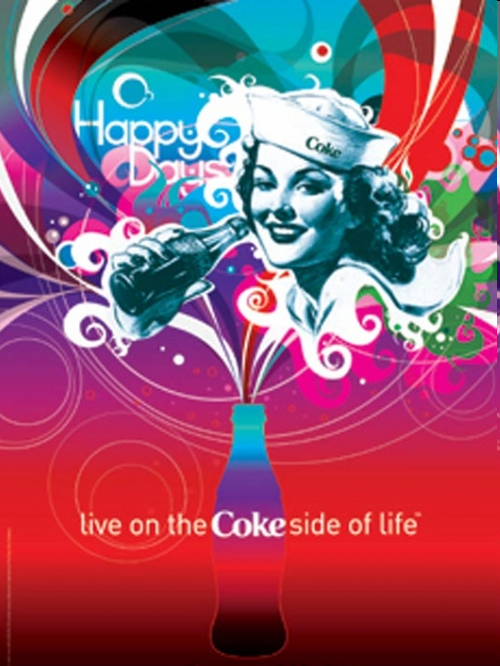 Happy
Days
Coke
live on the Coke side of life™